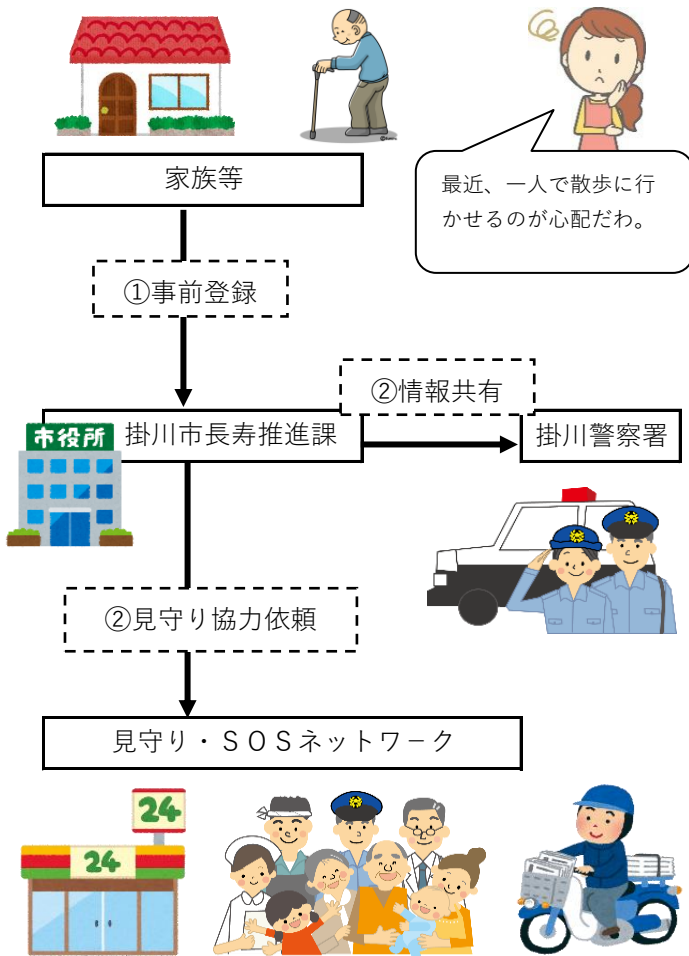 家族等
最近、一人で散歩に行
かせるのが心配だわ。
①事前登録
②情報共有
市役所
掛川市長寿推進課
掛川警察署
②見守り協力依頼
見守り・ＳＯＳネットワーク
24
24